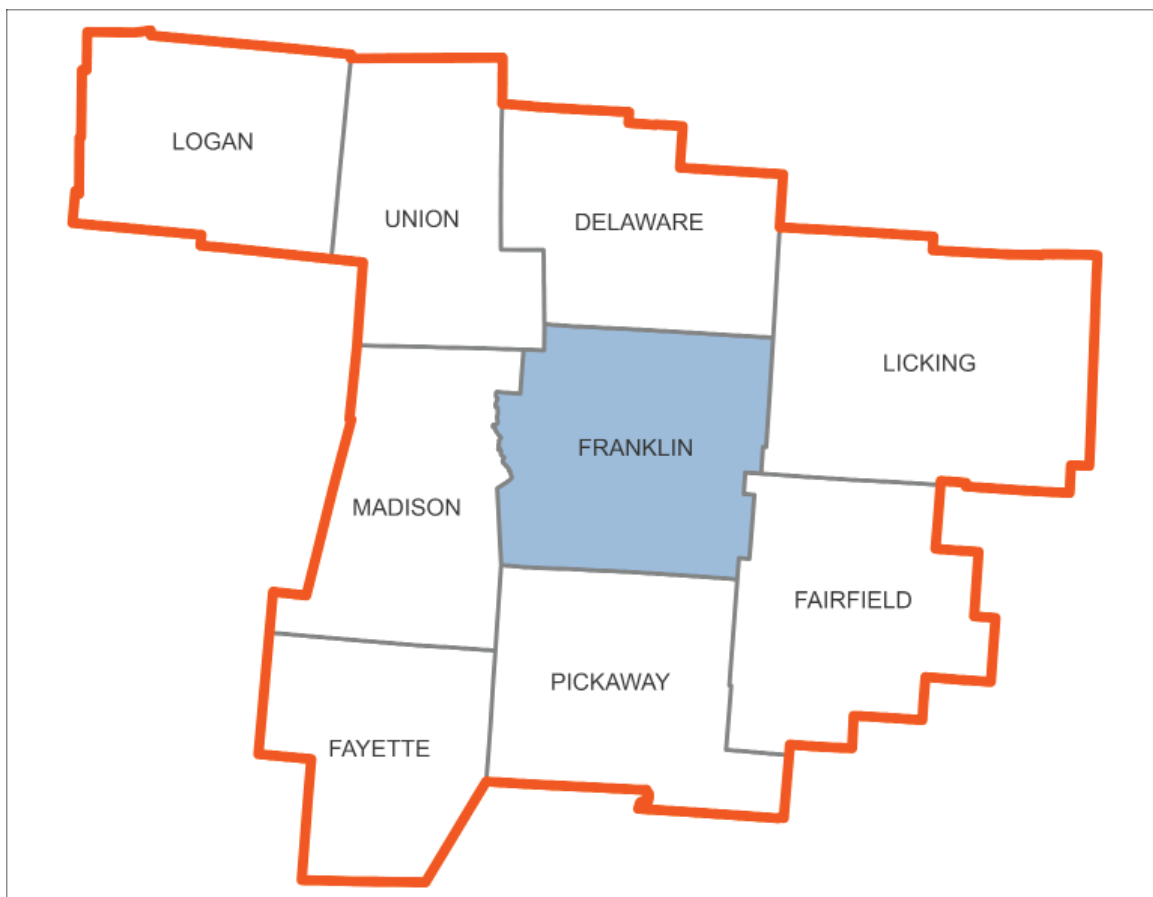 LOGAN
UNION
DELAWARE
LICKING
FRANKLIN
MADISON
FAIRFIELD
PICKAWAY
FAYETTE